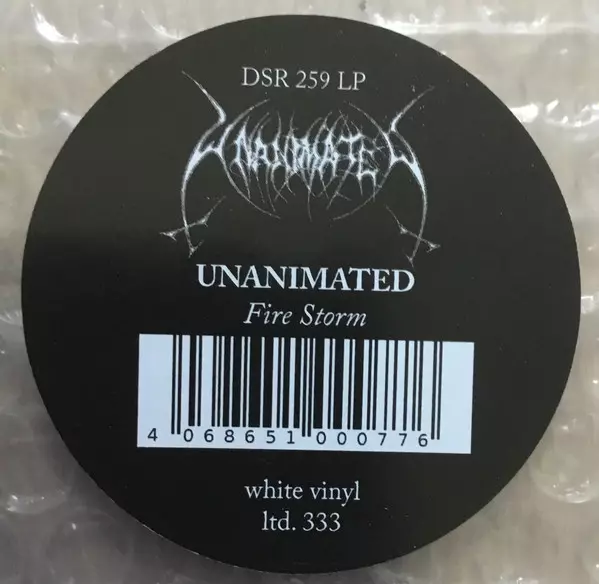 DSR 259 LP
UNANIMATED
UNANIMATED
Fire Storm
4 068651 000776
white vinyl
ltd. 333